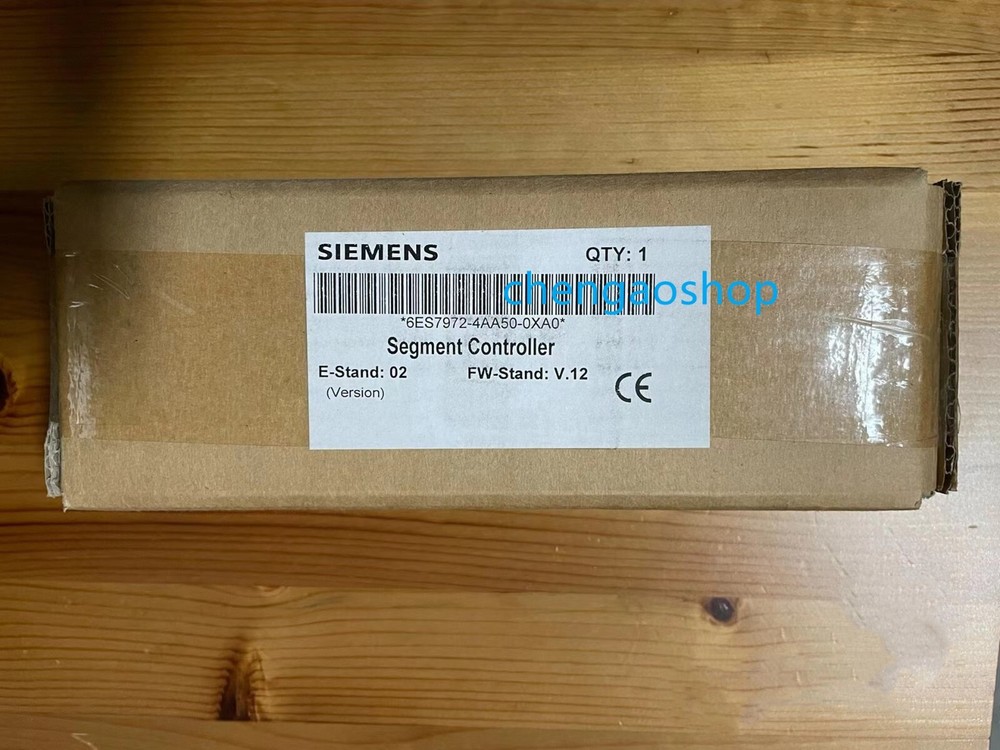 SIEMENS QTY: 1
chengaoshop
*6ES7972-4AA50-0XA0*
Segment Controller
E-Stand: 02 FW-Stand: V.12
(Version) CE